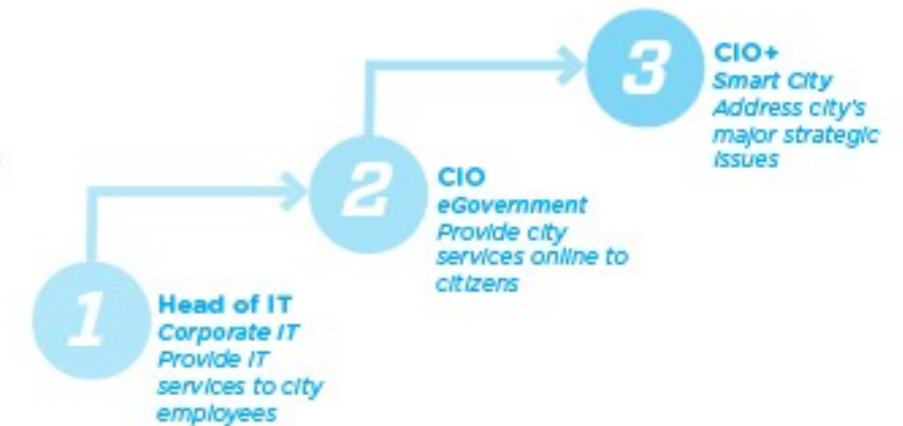 3
CIO+
Smart City
Address city's
major strategic
issues
2
CIO
eGovernment
Provide city
services online to
citizens
1
Head of IT
Corporate IT
Provide IT
services to city
employees